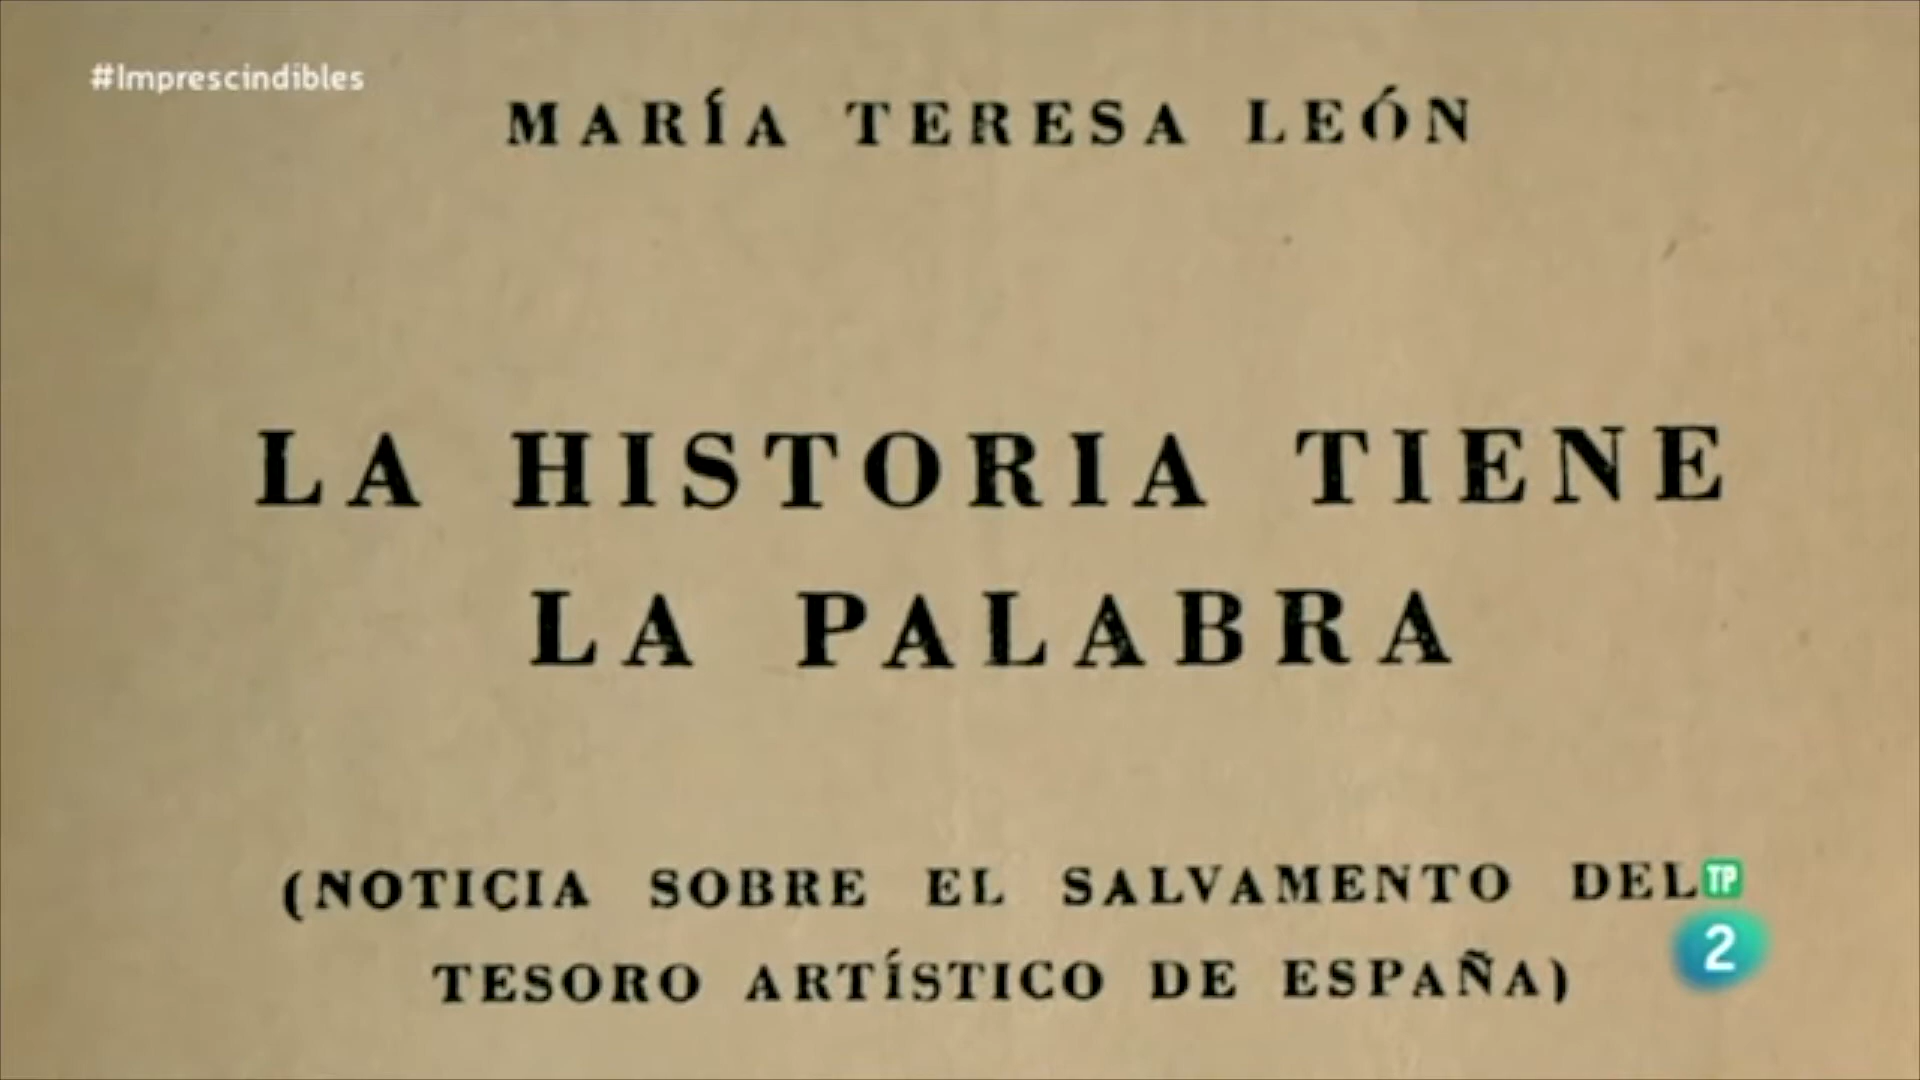 #Imprescindibles
MARÍA TERESA LEÓN
LA HISTORIA TIENE
LA PALABRA
(NOTICIA SOBRE EL SALVAMENTO DEL
TP
2
TESORO ARTÍSTICO DE ESPAÑA)